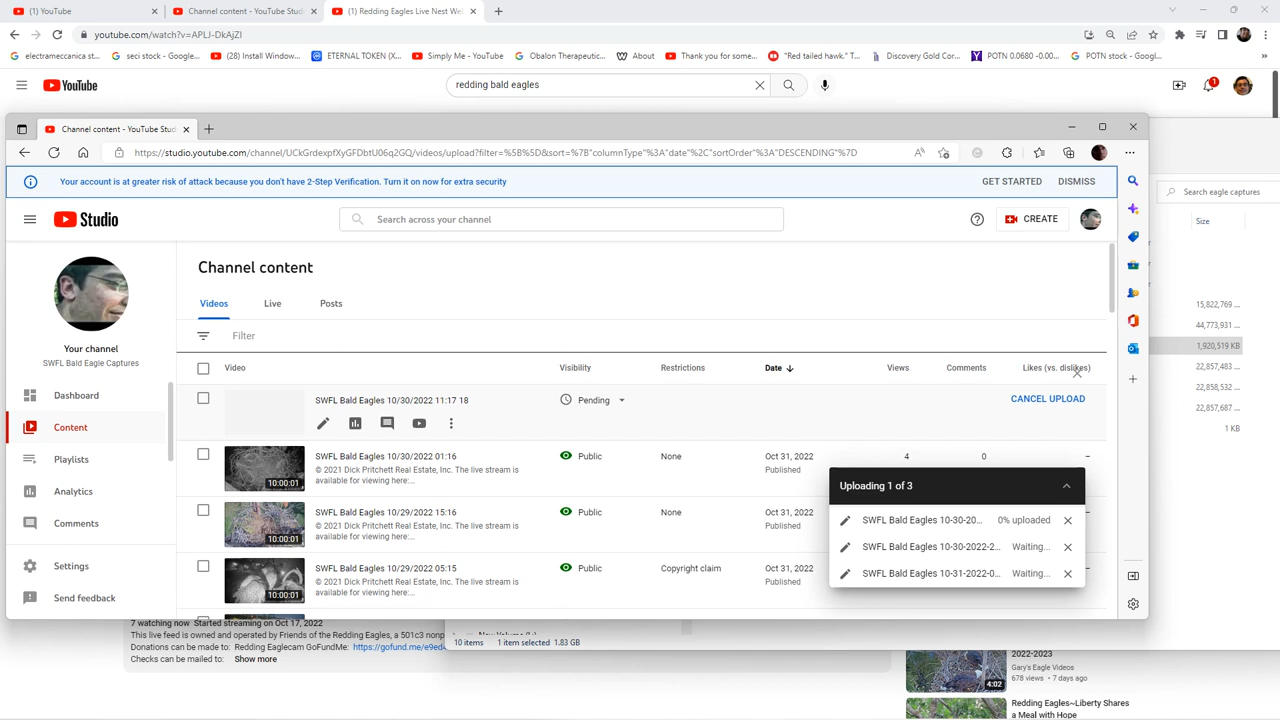 (1) YouTube
Channel content - YouTube Studi
(1) Redding Eagles Live Nest We
youtube.com/watch?v=APLJ-DkAjZI
electrameccanica st...
seci stock - Googl...
(28) Install Window...
ETERNAL TOKEN (X...
Simply Me - YouTube
Obalon Therapeutic...
About
Thank you for some...
"Red tailed hawk."...
Discovery Gold Cor...
POTN 0.0680 -0.00...
POTN stock - Googl...
YouTube
redding bald eagles
1
Channel content - YouTube Stud
https://studio.youtube.com/channel/UCkGrdexpfXyGFDbtU06q2GQ/videos/upload?filter=%5B%5D&sort=%7B"columnType"%3A"date"%2C"sortOrder"%3A"DESCENDING"%7D
Your account is at greater risk of attack because you don't have 2-Step Verification. Turn it on now for extra security
GET STARTED
DISMISS
Search eagle captures
Studio
Search across your channel
CREATE
Size
Channel content
Videos
Live
Posts
15,822,769 ...
44,773,931 ...
1,920,519 KB
22,857,483 ...
22,858,532 ...
22,857,687 ...
1 KB
Filter
Your channel
SWFL Bald Eagle Captures
Dashboard
Content
Playlists
Analytics
Comments
Settings
Send feedback
Video
Visibility
Restrictions
Date
Views
Comments
Likes (vs. dislikes)
SWFL Bald Eagles 10/30/2022 11:17 18
Pending
CANCEL UPLOAD
SWFL Bald Eagles 10/30/2022 01:16
Public
None
Oct 31, 2022
4
0
–
© 2021 Dick Pritchett Real Estate, Inc. The live stream is
Published
available for viewing here:...
10:00:01
SWFL Bald Eagles 10/29/2022 15:16
Public
None
Oct 31, 2022
© 2021 Dick Pritchett Real Estate, Inc. The live stream is
Published
available for viewing here:...
10:00:01
SWFL Bald Eagles 10/29/2022 05:15
Public
Copyright claim
Oct 31, 2022
© 2021 Dick Pritchett Real Estate, Inc. The live stream is
Published
available for viewing here:...
10:00:01
Uploading 1 of 3
SWFL Bald Eagles 10-30-20...
0% uploaded
SWFL Bald Eagles 10-30-2022-2...
Waiting...
SWFL Bald Eagles 10-31-2022-0...
Waiting...
7 watching now Started streaming on Oct 17, 2022
This live feed is owned and operated by Friends of the Redding Eagles, a 501c3 nonp
Donations can be made to: Redding Eaglecam GoFundMe: https://gofund.me/e9ed4
Checks can be mailed to: Show more
10 items
1 item selected 1.83 GB
2022-2023
Gary's Eagle Videos
678 views • 7 days ago
4:02
Redding Eagles~Liberty Shares
a Meal with Hope